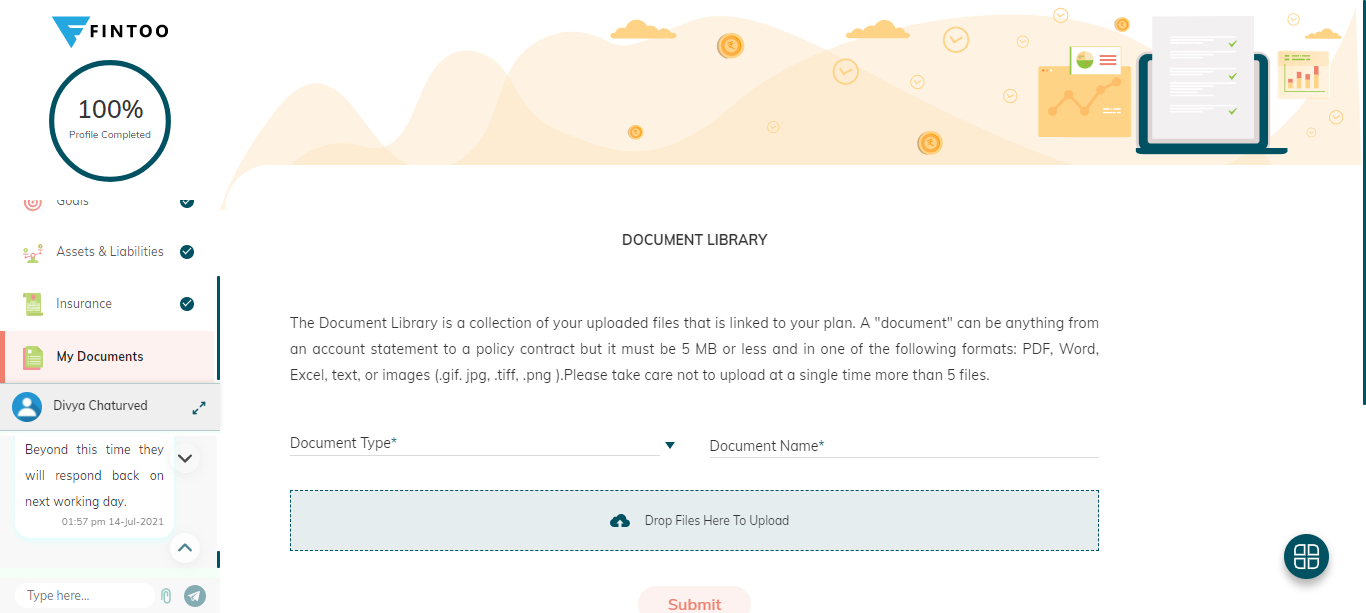 FINTOO
100%
Profile Completed
Goals
Assets & Liabilities
Insurance
My Documents
Divya Chaturved
Beyond this time they
will respond back on
next working day.
01:57 pm 14-Jul-2021
Type here...
DOCUMENT LIBRARY
The Document Library is a collection of your uploaded files that is linked to your plan. A "document" can be anything from
an account statement to a policy contract but it must be 5 MB or less and in one of the following formats: PDF, Word,
Excel, text, or images (.gif. jpg, .tiff, .png ).Please take care not to upload at a single time more than 5 files.
Document Type*
Document Name*
Drop Files Here To Upload
Submit